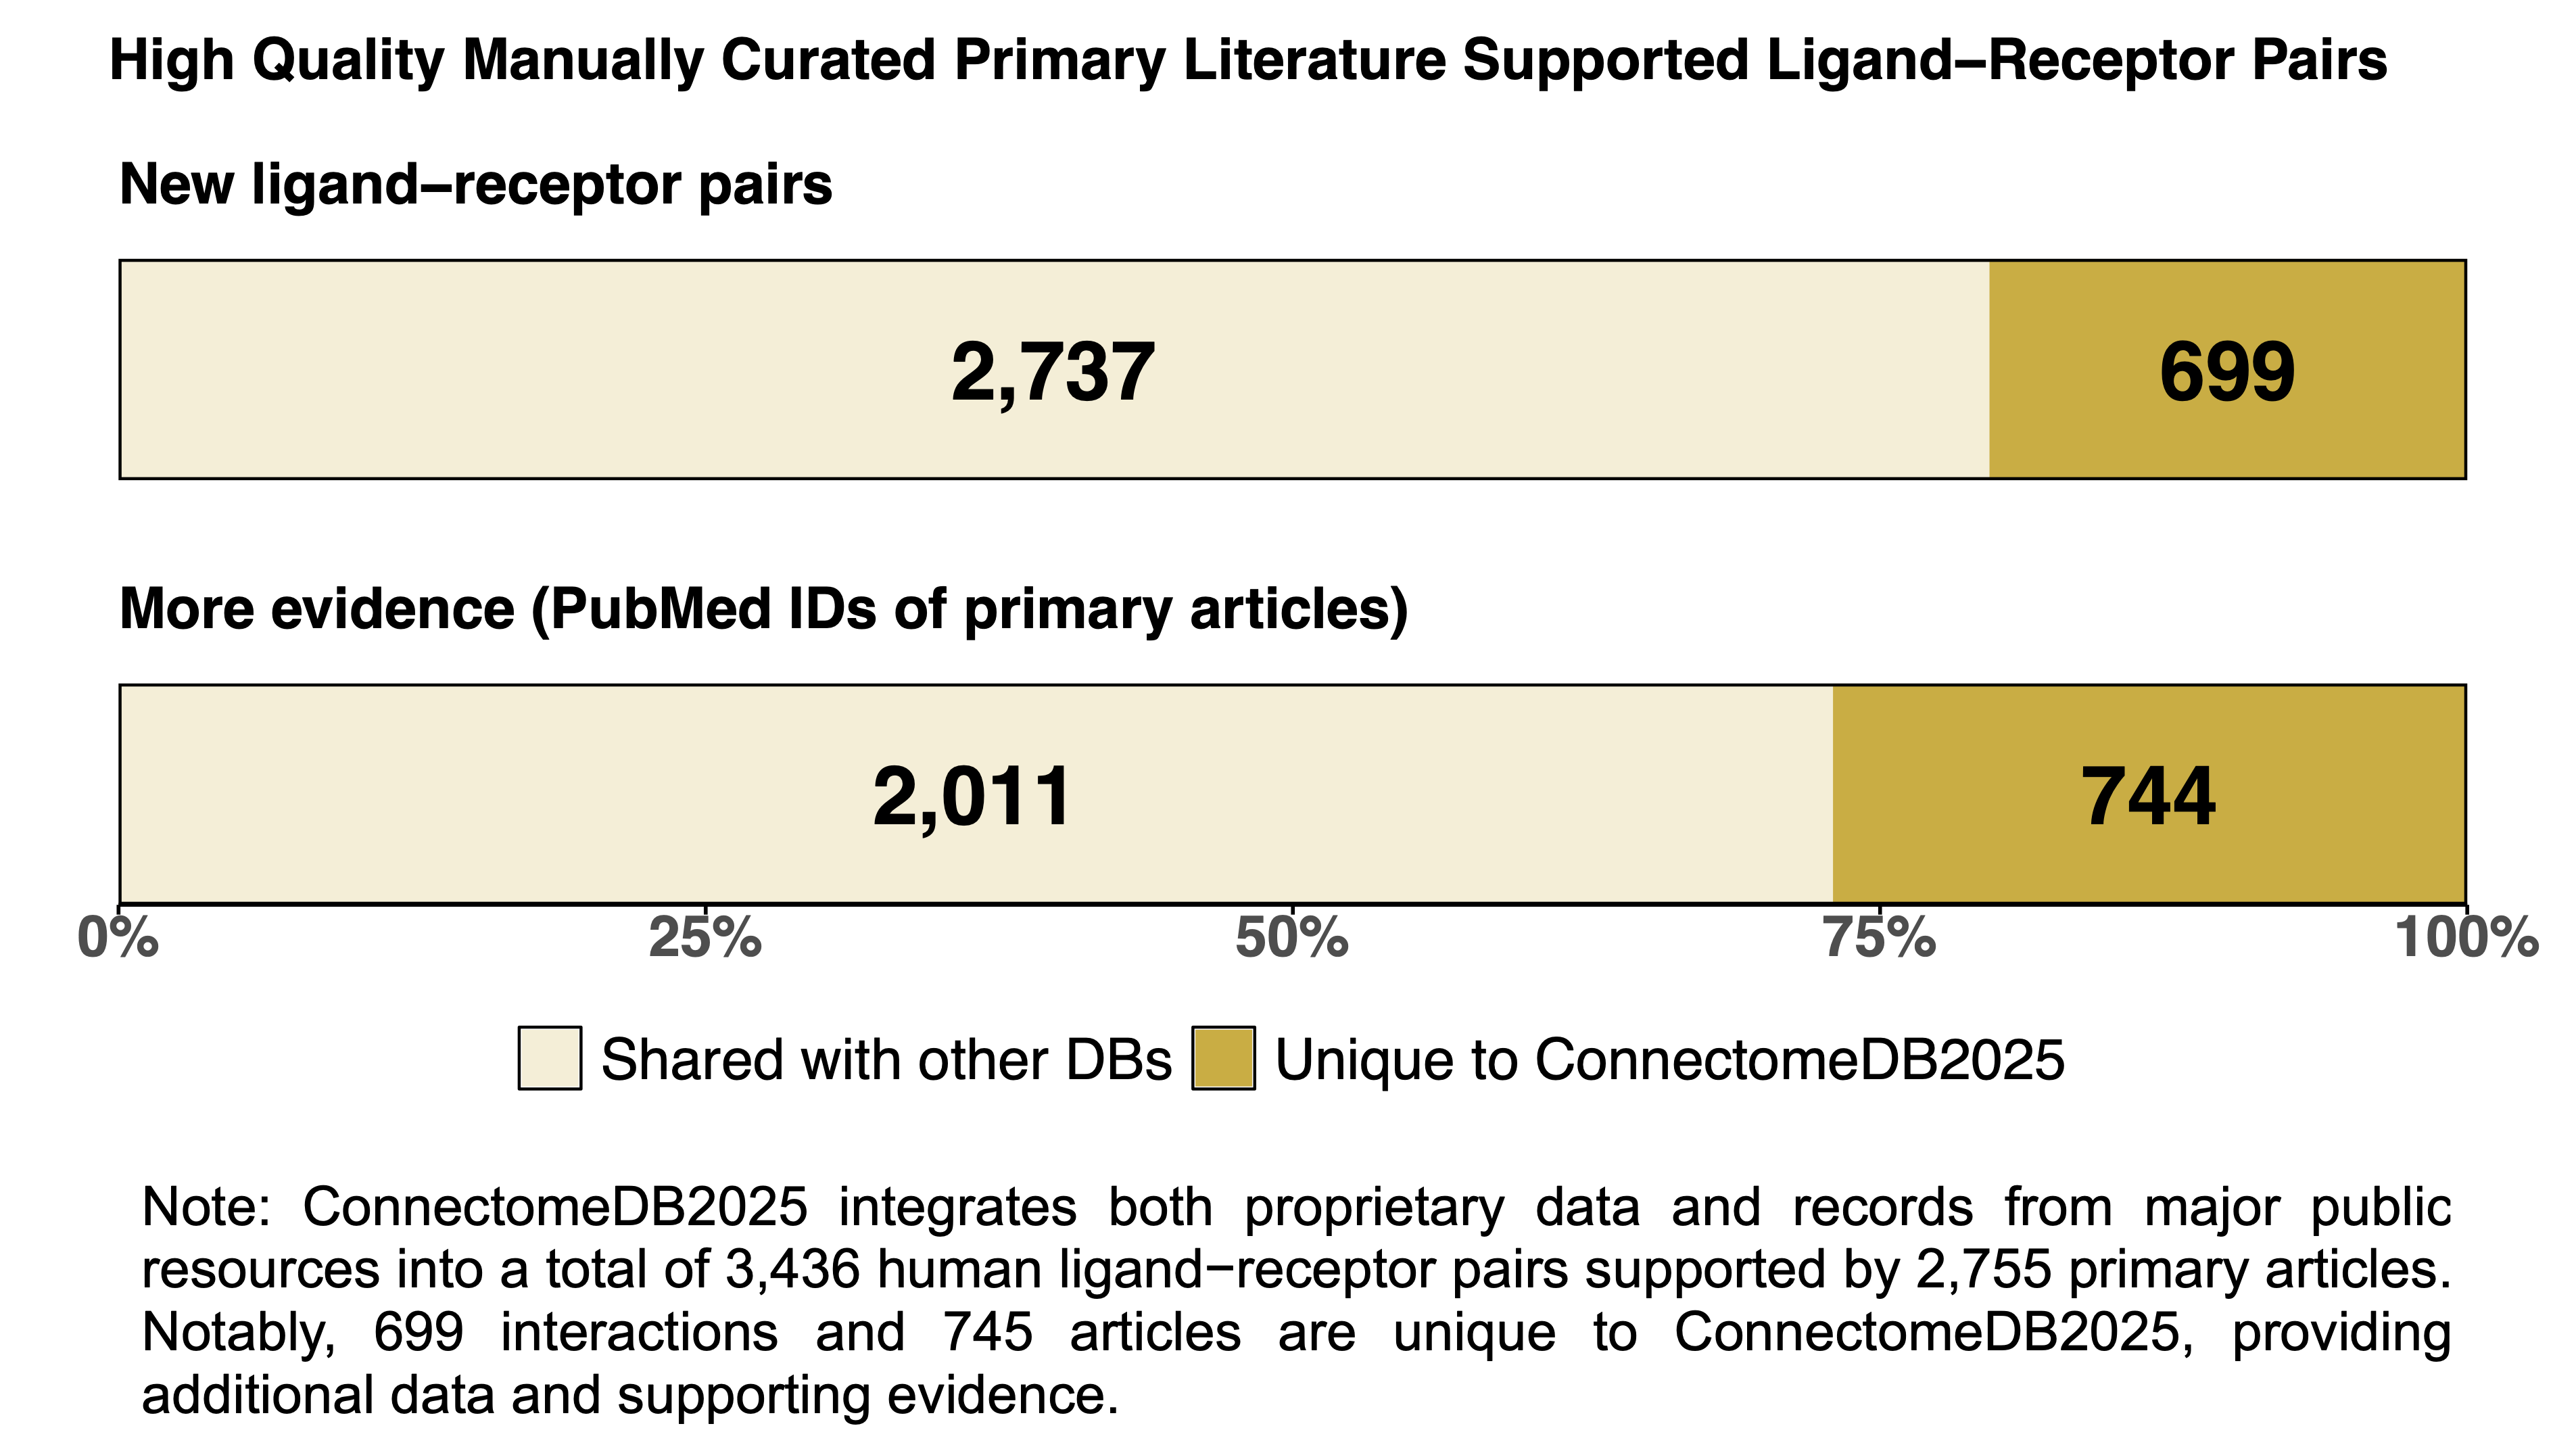 High Quality Manually Curated Primary Literature Supported Ligand–Receptor Pairs
New ligand–receptor pairs
2,737 699
More evidence (PubMed IDs of primary articles)
2,011 744
0% 25% 50% 75% 100%
Shared with other DBs Unique to ConnectomeDB2025
Note: ConnectomeDB2025 integrates both proprietary data and records from major public
resources into a total of 3,436 human ligand−receptor pairs supported by 2,755 primary articles.
Notably, 699 interactions and 745 articles are unique to ConnectomeDB2025, providing
additional data and supporting evidence.